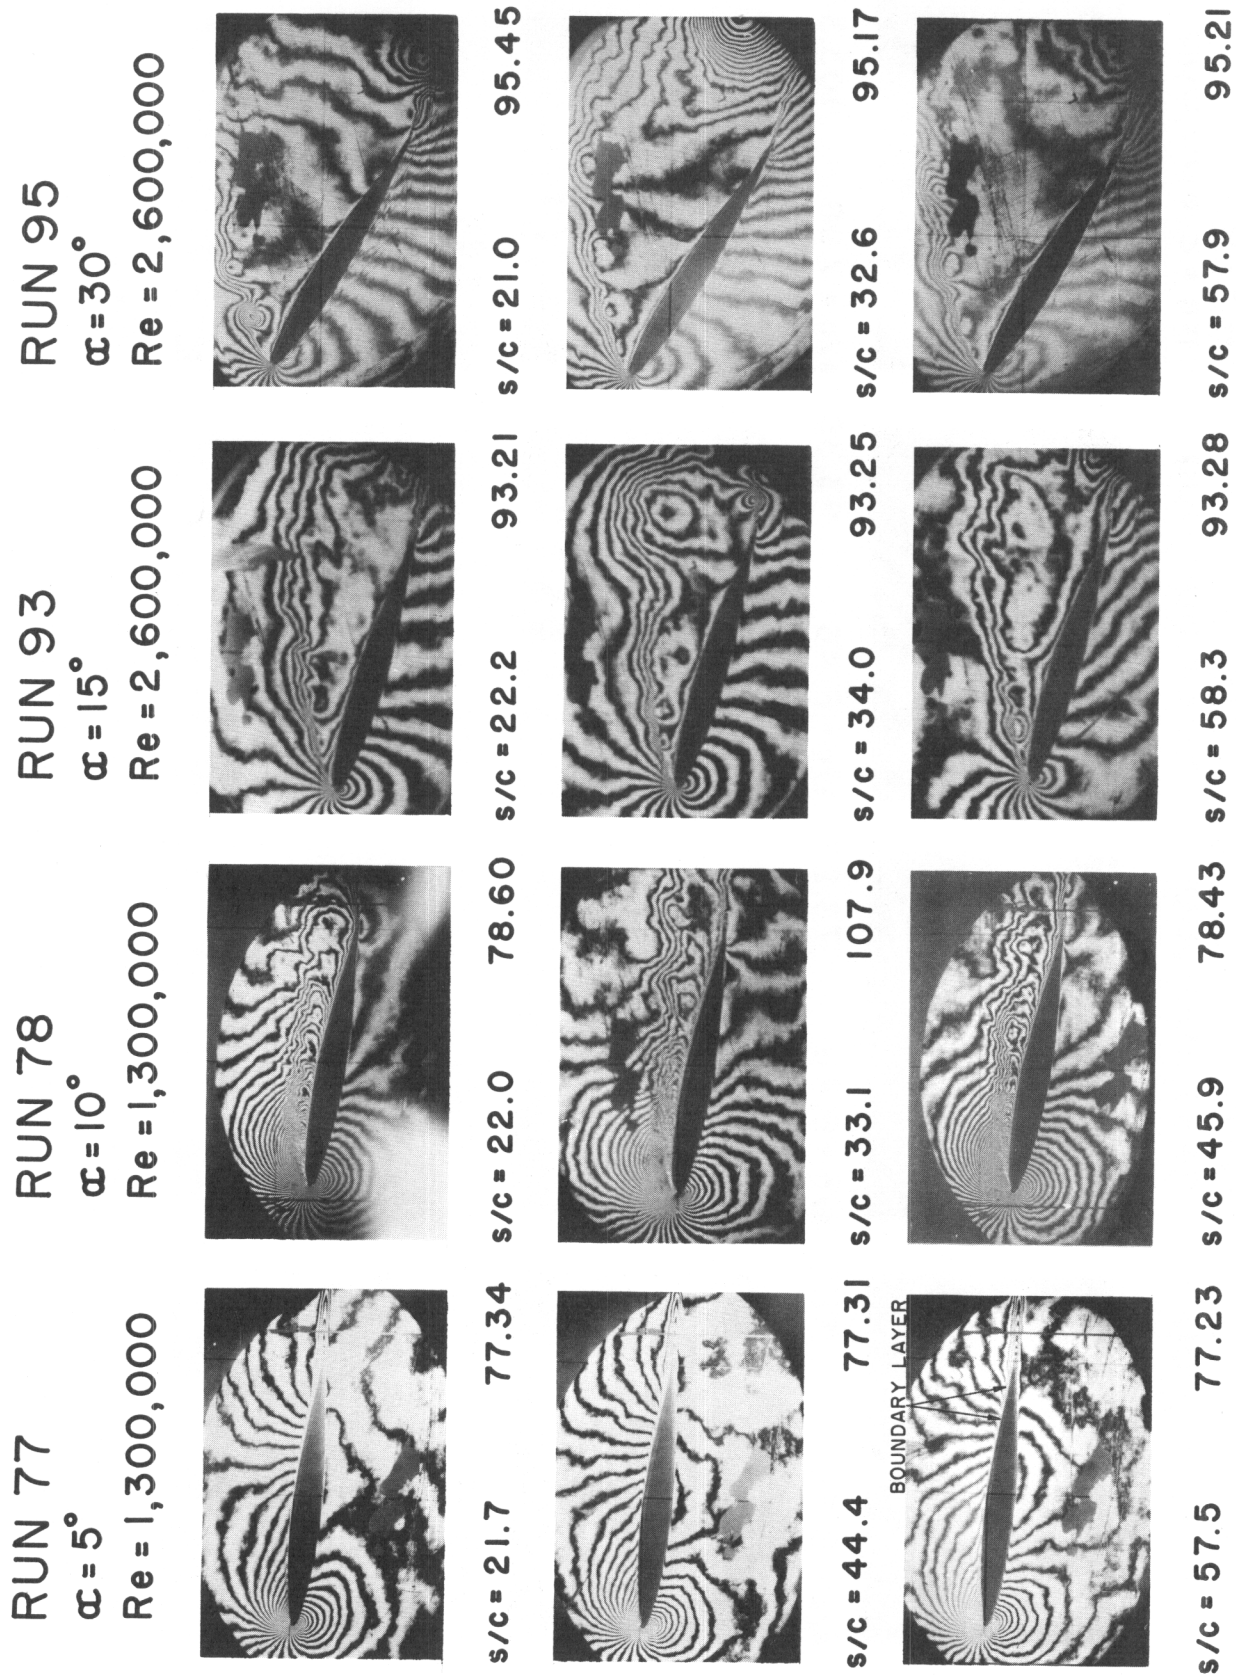 RUN 77
α = 5°
Re = 1,300,000
s/c = 21.7 77.34
s/c = 44.4 77.31
BOUNDARY LAYER
s/c = 57.5 77.23
RUN 78
α = 10°
Re = 1,300,000
s/c = 22.0 78.60
s/c = 33.1 107.9
s/c = 45.9 78.43
RUN 93
α = 15°
Re = 2,600,000
s/c = 22.2 93.21
s/c = 34.0 93.25
s/c = 58.3 93.28
RUN 95
α = 30°
Re = 2,600,000
s/c = 21.0 95.45
s/c = 32.6 95.17
s/c = 57.9 95.21